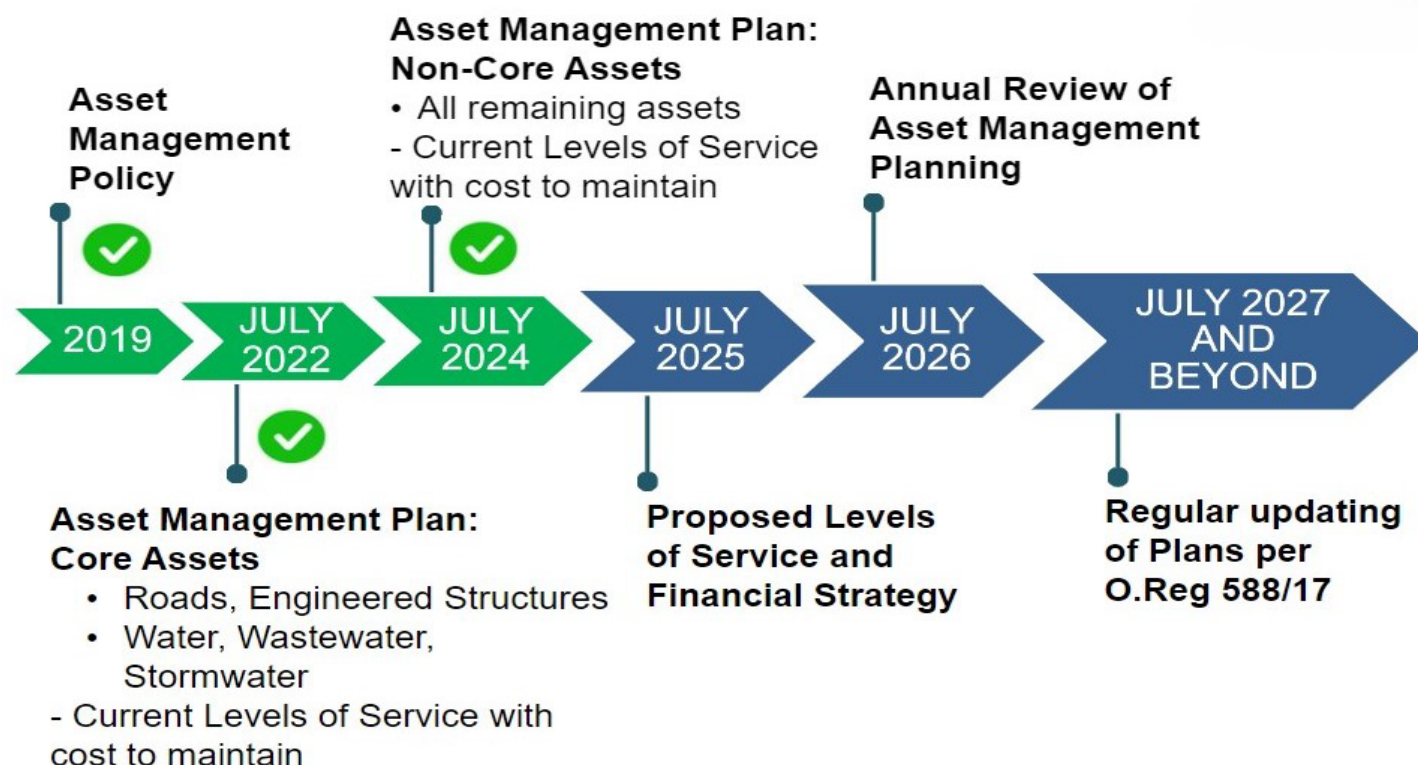 Asset
Management
Policy
Asset Management Plan:
Non-Core Assets
• All remaining assets
- Current Levels of Service
with cost to maintain
Annual Review of
Asset Management
Planning
2019
JULY
2022
JULY
2024
JULY
2025
JULY
2026
JULY 2027
AND
BEYOND
Asset Management Plan:
Core Assets
• Roads, Engineered Structures
• Water, Wastewater,
Stormwater
- Current Levels of Service with
cost to maintain
Proposed Levels
of Service and
Financial Strategy
Regular updating
of Plans per
O.Reg 588/17